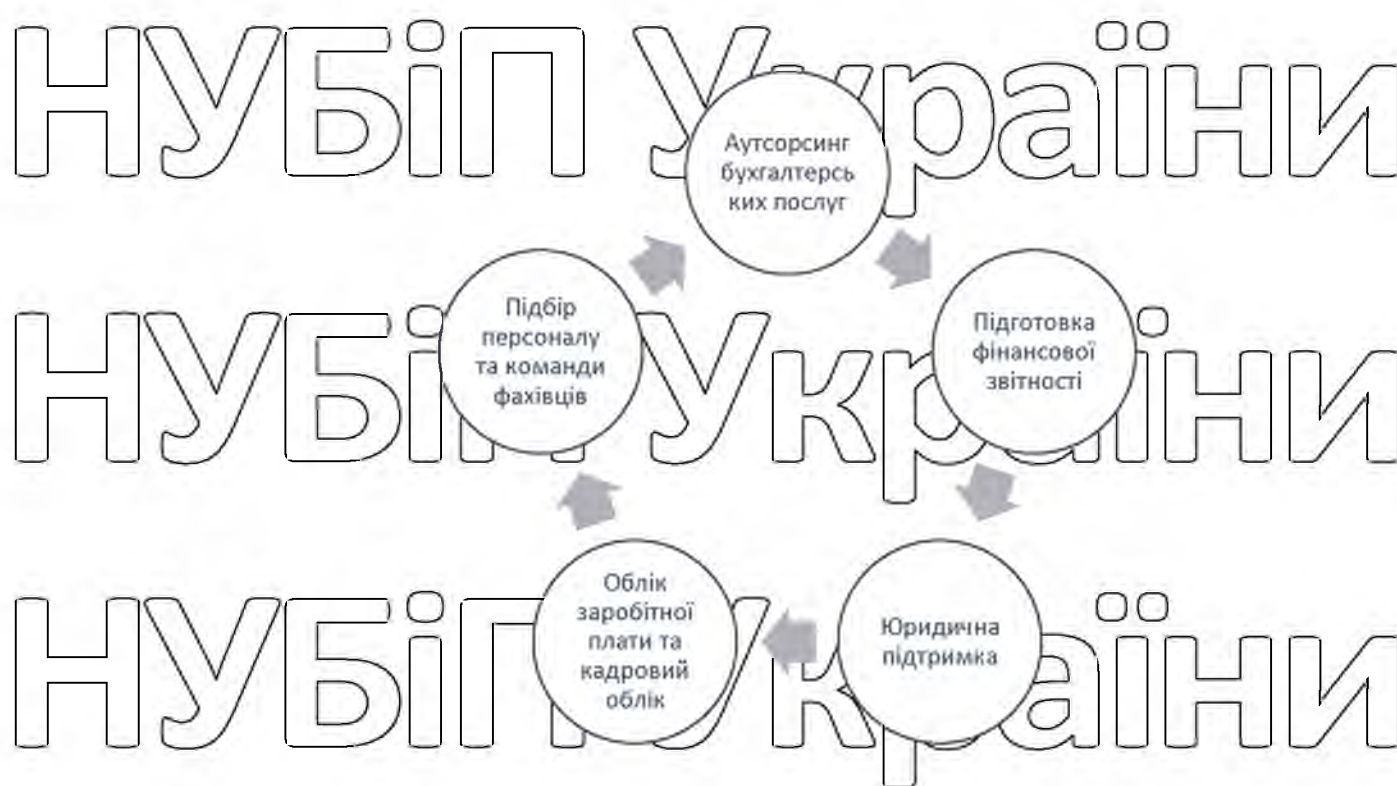 НУБіП України
Аутсорсинг
бухгалтерсь
ких послуг
НУБіП України
Підбір
персоналу
та команди
фахівців
Підготовка
фінансової
звітності
НУБіП України
Облік
заробітної
плати та
кадровий
облік
Юридична
підтримка